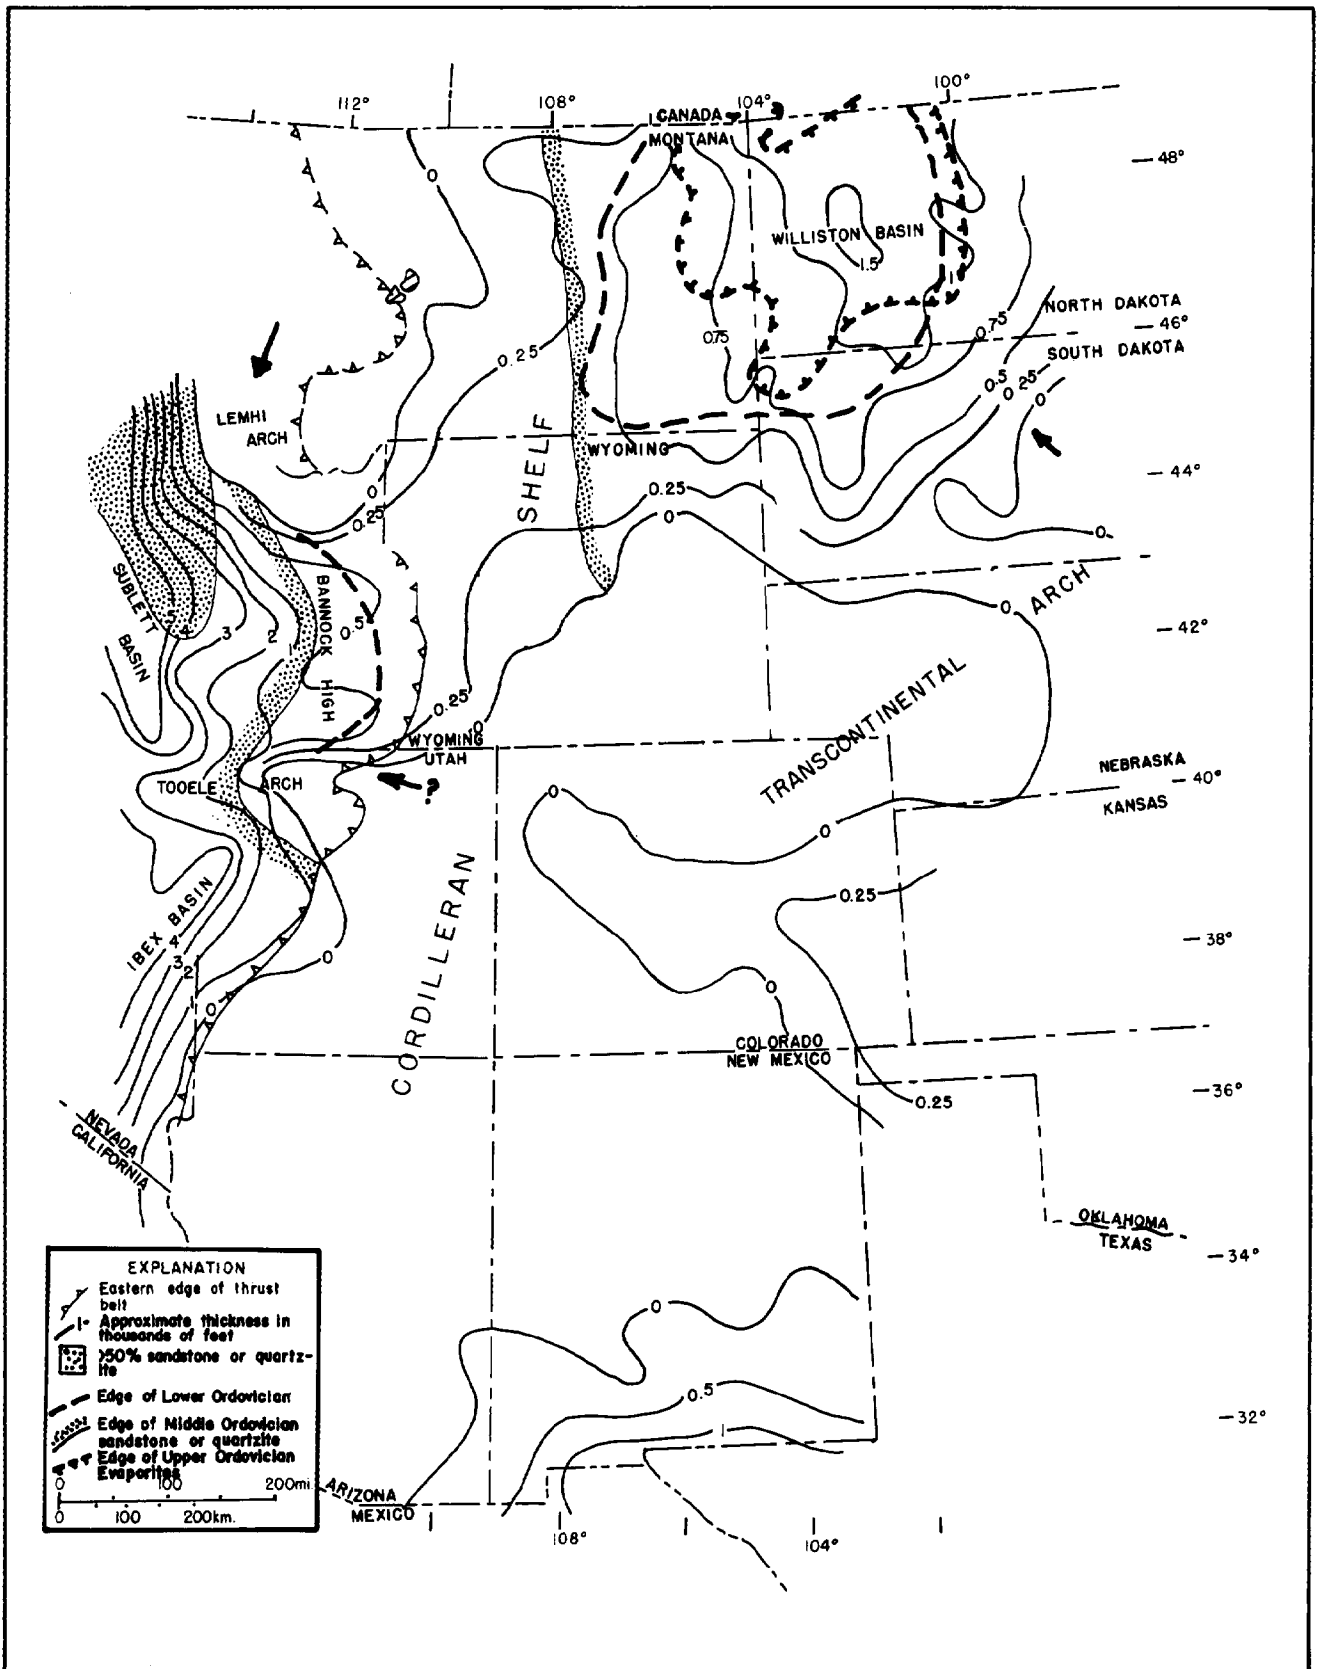 112°
108°
104°
100°
CANADA
MONTANA
48°
0
WILLISTON BASIN
1.5
1
NORTH DAKOTA
46°
SOUTH DAKOTA
0.75
0.75
0.25
0.5
0.25
0
LEMHI
ARCH
SHELF
WYOMING
44°
0
0.25
0.25
0
0
SUBLETT
BASIN
BANNOCK HIGH
0.5
4
3
2
1
0
ARCH
42°
TRANSCONTINENTAL
0.25
0
WYOMING
UTAH
TOOELE ARCH
?
NEBRASKA
40°
KANSAS
0
0
0.25
CORDILLERAN
IBEX BASIN
4
3
2
1
0
0
38°
0
COLORADO
NEW MEXICO
36°
0.25
NEVADA
CALIFORNIA
OKLAHOMA
TEXAS
34°
0
0.5
1
32°
ARIZONA
MEXICO
108°
104°
EXPLANATION
Eastern edge of thrust
belt
1 Approximate thickness in
thousands of feet
>50% sandstone or quartz-
ite
Edge of Lower Ordovician
Edge of Middle Ordovician
sandstone or quartzite
Edge of Upper Ordovician
Evaporites
0 100 200mi.
0 100 200km.